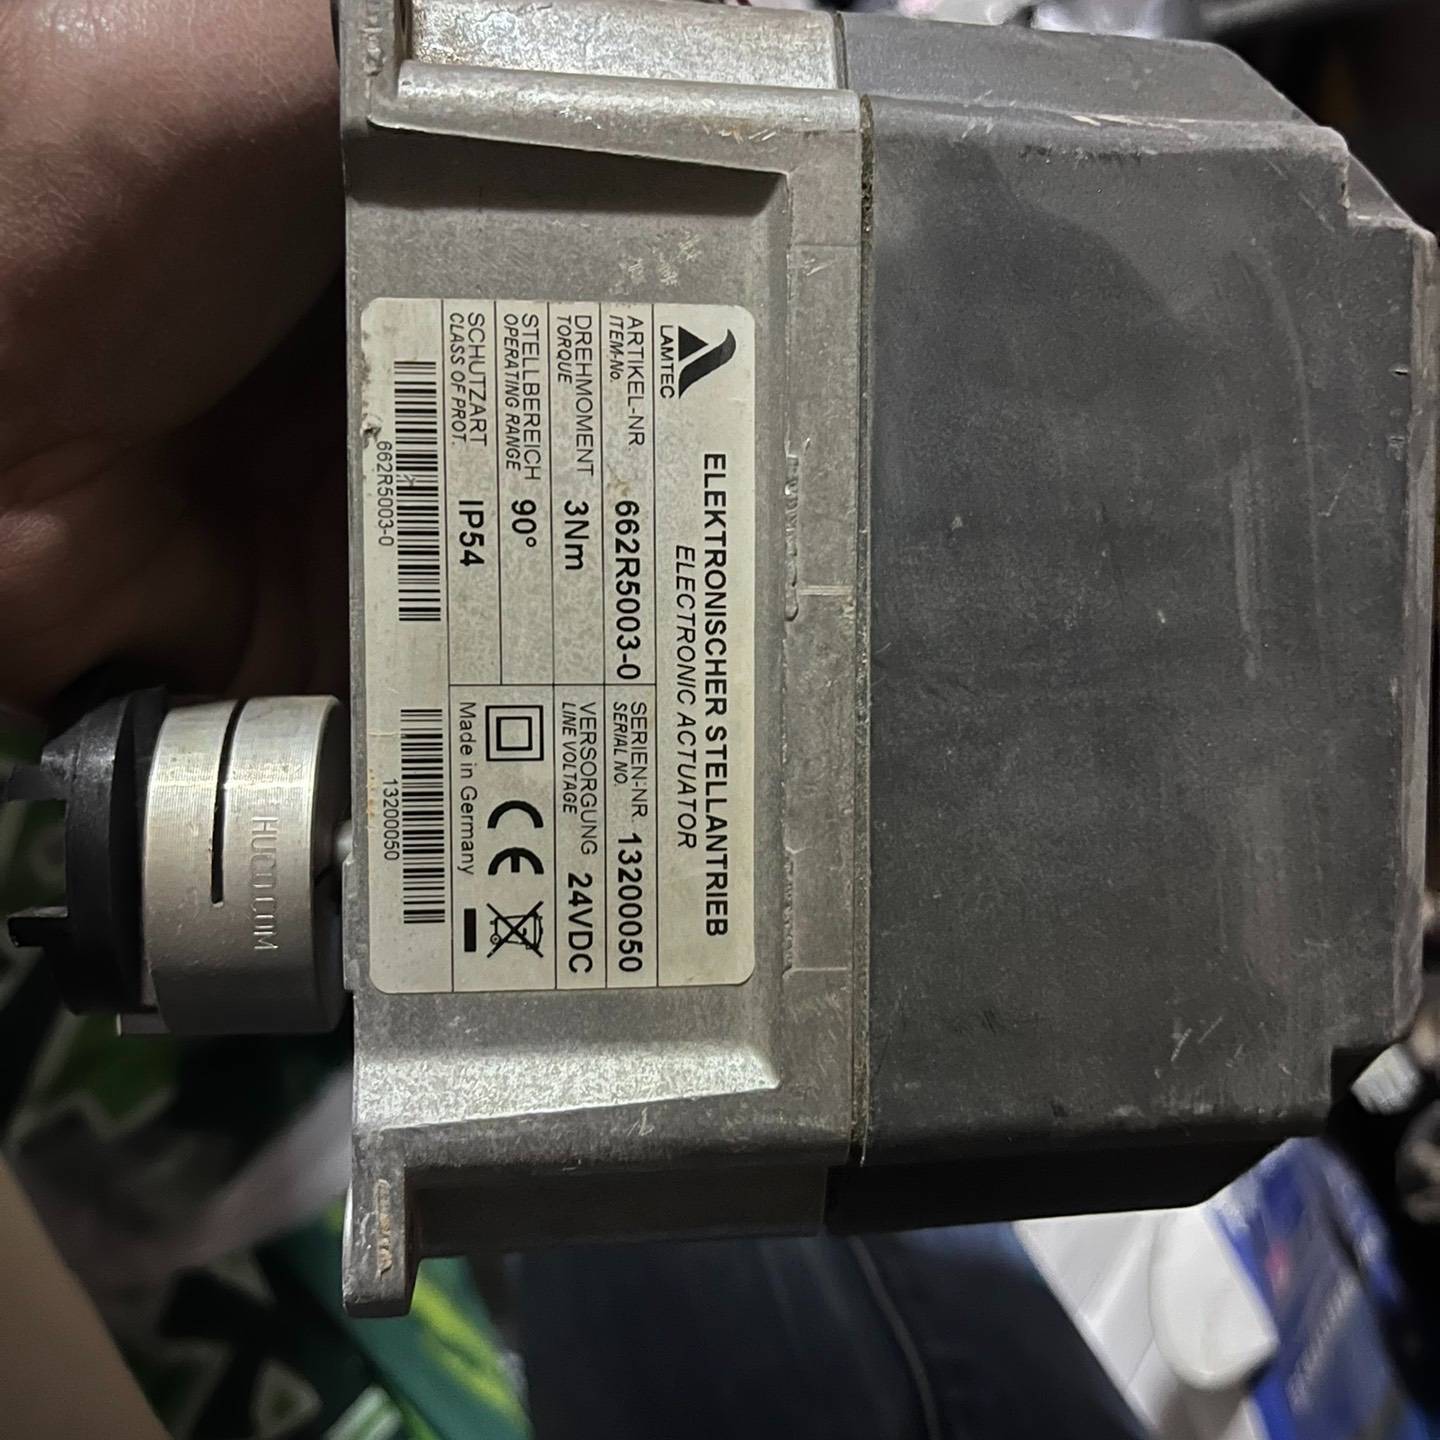 LAMTEC
ELEKTRONISCHER STELLANTRIEB
ELECTRONIC ACTUATOR
ARTIKEL-NR. 662R5003-0 SERIEN-NR. 13200050
ITEM-No. SERIAL NO.
DREHMOMENT 3Nm VERSORGUNG 24VDC
TORQUE LINE VOLTAGE
STELLBEREICH 90° CE
OPERATING RANGE
SCHUTZART IP54 Made in Germany
CLASS OF PROT.
662R5003-0 13200050
HUCO.COM